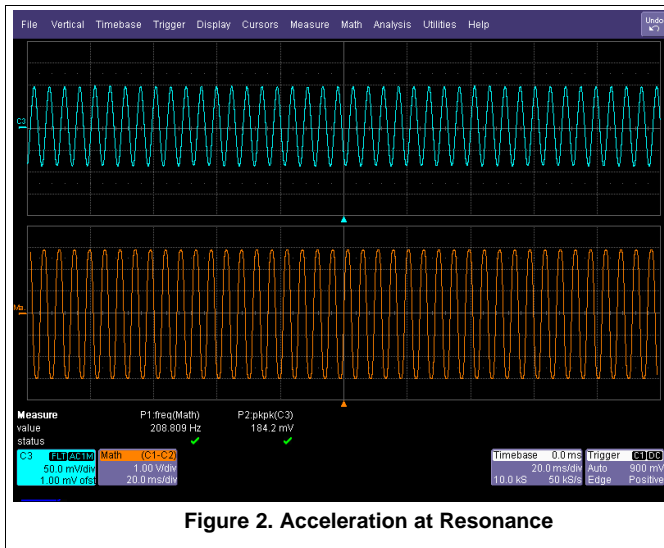 File Vertical Timebase Trigger Display Cursors Measure Math Analysis Utilities Help Undo
C3
Ma
Measure P1:freq(Math) P2:pkpk(C3)
value 208.809 Hz 184.2 mV
status
C3 FLT AC1M Math (C1-C2) Timebase 0.0 ms Trigger C1 DC
50.0 mV/div 1.00 V/div 20.0 ms/div Auto 900 mV
1.00 mV ofst 20.0 ms/div 10.0 kS 50 kS/s Edge Positive
Figure 2. Acceleration at Resonance